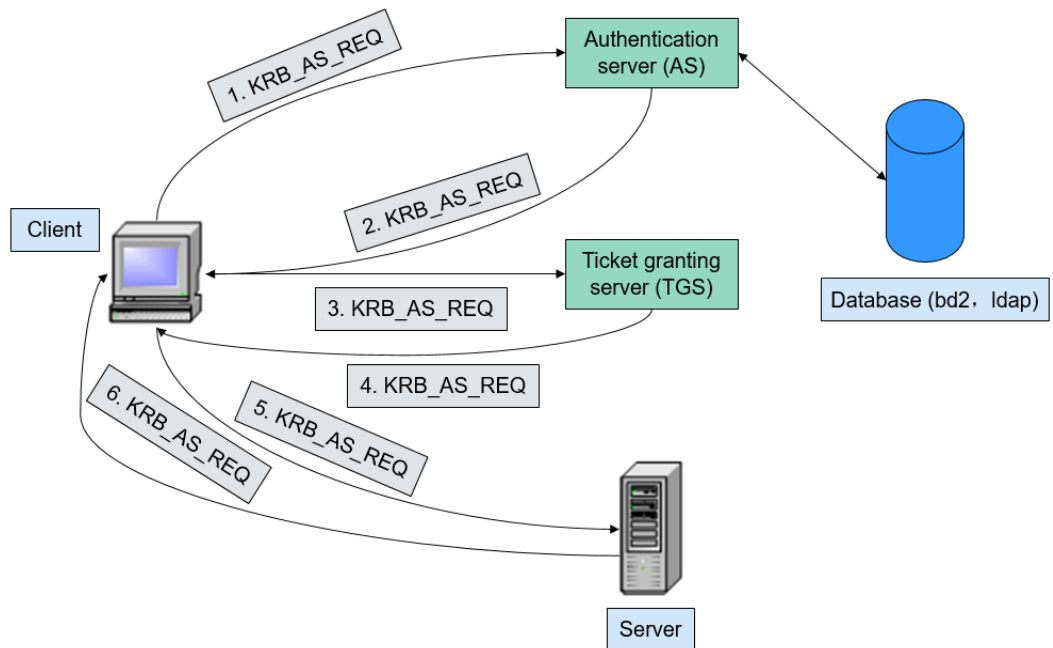 1. KRB_AS_REQ
Authentication
server (AS)
2. KRB_AS_REQ
Client
Ticket granting
server (TGS)
3. KRB_AS_REQ
Database (bd2，ldap)
4. KRB_AS_REQ
6. KRB_AS_REQ
5. KRB_AS_REQ
Server